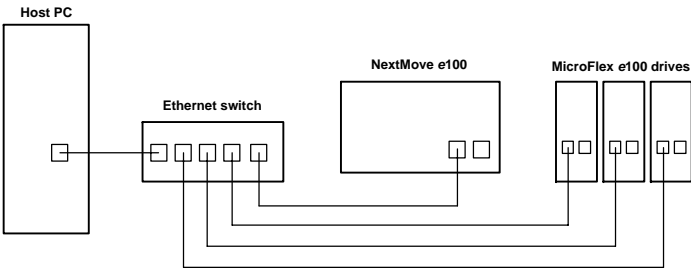 Host PC
NextMove e100
MicroFlex e100 drives
Ethernet switch